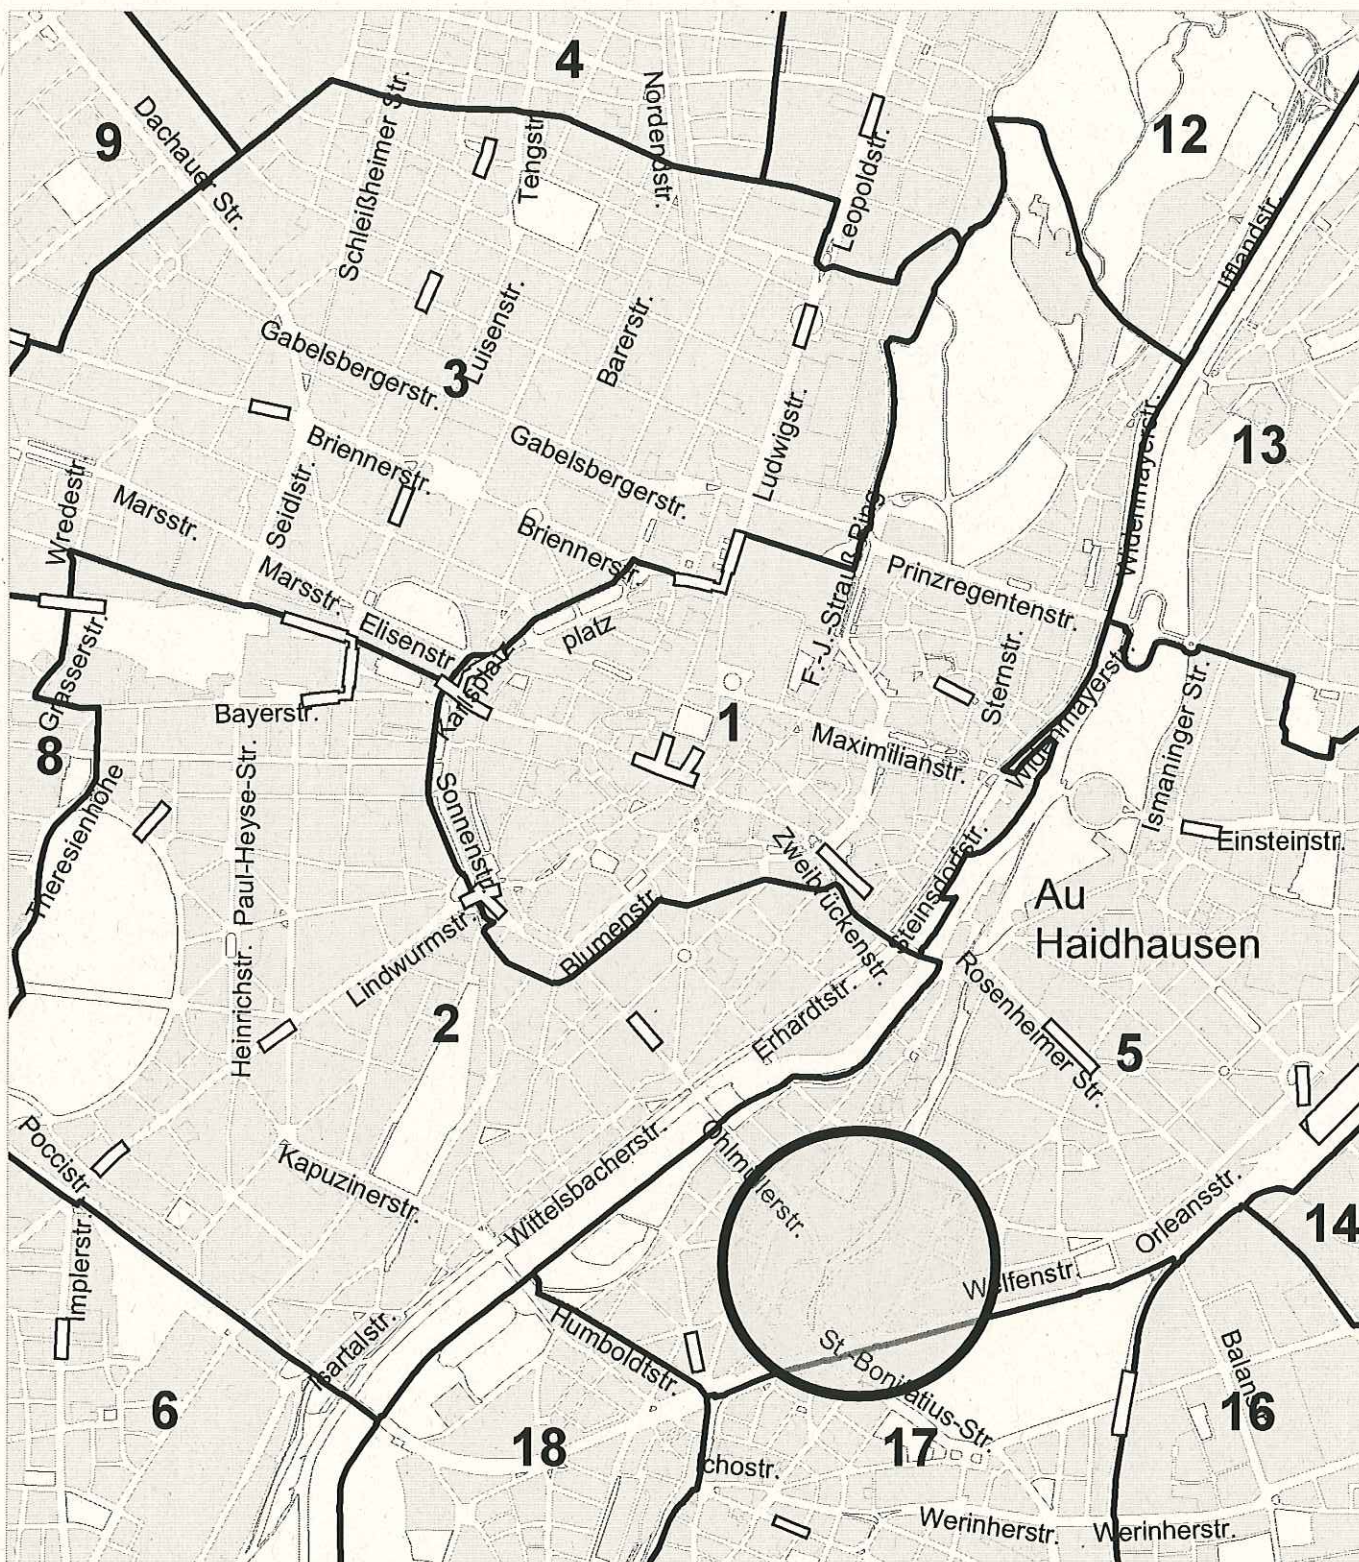 4
9
12
Dachauer Str.
Schleißheimer Str.
Tengstr.
Nordendstr.
Leopoldstr.
Ifflandstr.
Gabelsbergerstr.
3
Luisenstr.
Barerstr.
Ludwigstr.
Widenmayerstr.
13
Wredestr.
Marsstr.
Seidlstr.
Briennerstr.
Gabelsbergerstr.
Briennerstr.
Marsstr.
Elisenstr.
Karlsplatz
platz
F.-J.-Strauß-Ring
Prinzregentenstr.
Sternstr.
Widenmayerstr.
Ismaninger Str.
Grasserstr.
8
Bayerstr.
1
Maximilianstr.
Theresienhöhe
Paul-Heyse-Str.
Sonnenstr.
Zweibrückenstr.
Steinsdorfstr.
Einsteinstr.
Au
Haidhausen
Heinrichstr.
Lindwurmstr.
Blumenstr.
Rosenheimer Str.
2
Erhardtstr.
5
Poccistr.
Kapuzinerstr.
Wittelsbacherstr.
Ohlmüllerstr.
Orleansstr.
14
Implerstr.
Isartalstr.
Humboldtstr.
Welfenstr.
St.-Bonifatius-Str.
Balanstr.
6
18
17
16
chostr.
Werinherstr.
Werinherstr.